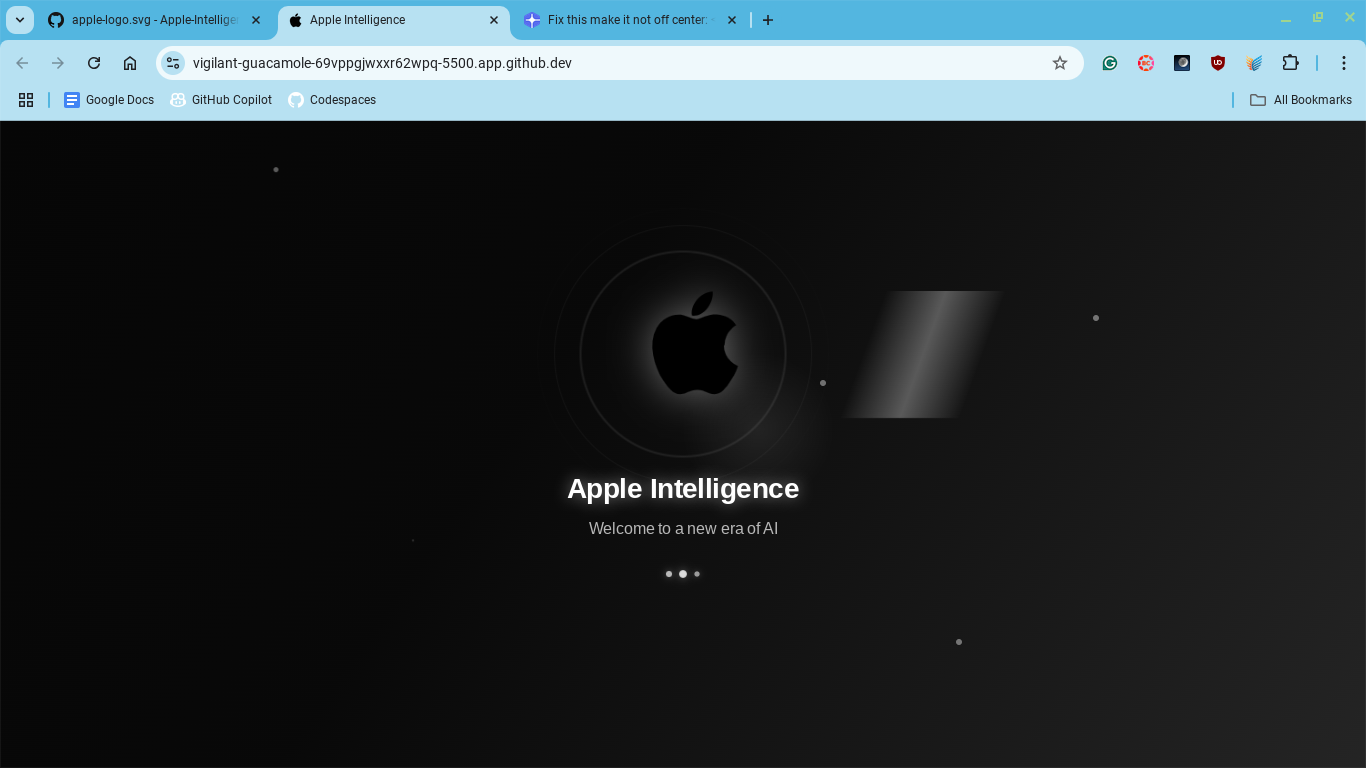 apple-logo.svg - Apple-Intellige
Apple Intelligence
Fix this make it not off center:
vigilant-guacamole-69vppgjwxxr62wpq-5500.app.github.dev
Google Docs
GitHub Copilot
Codespaces
All Bookmarks
Apple Intelligence
Welcome to a new era of AI